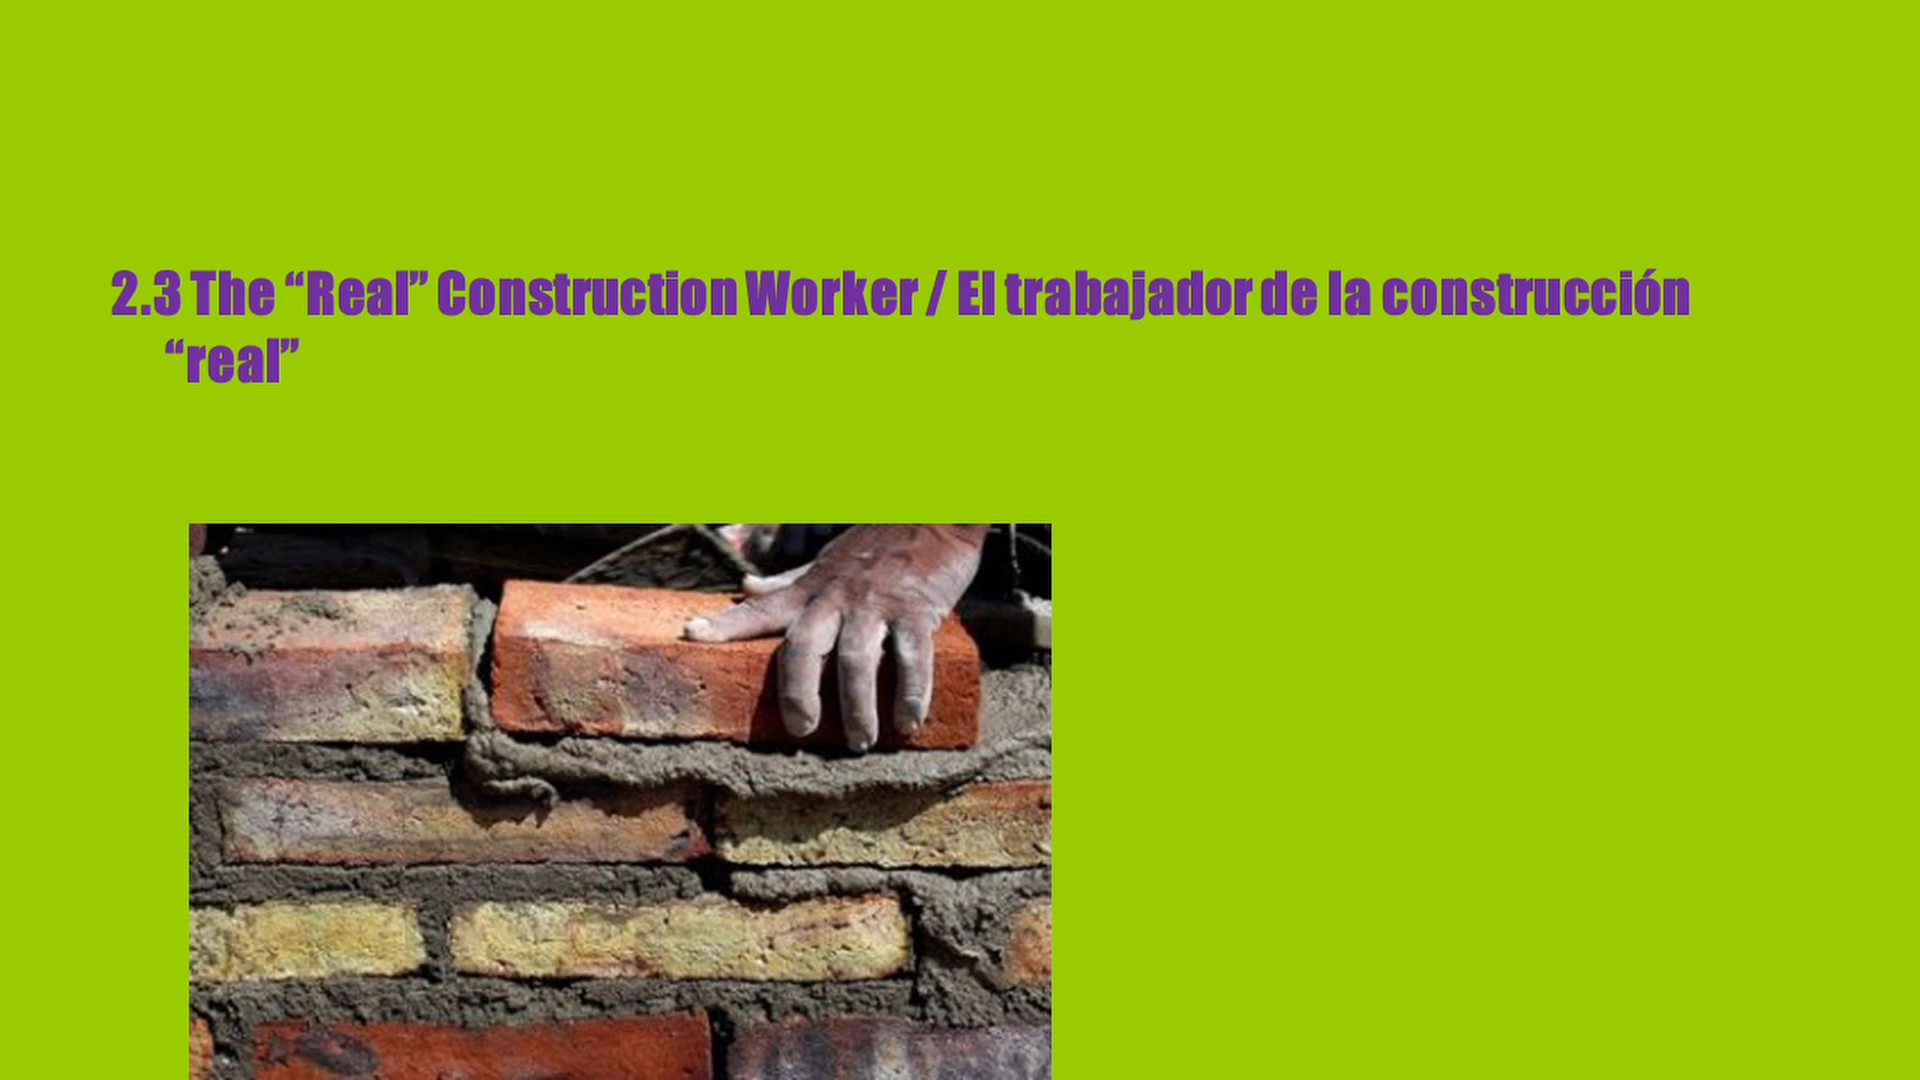 2.3 The “Real” Construction Worker / El trabajador de la construcción
“real”